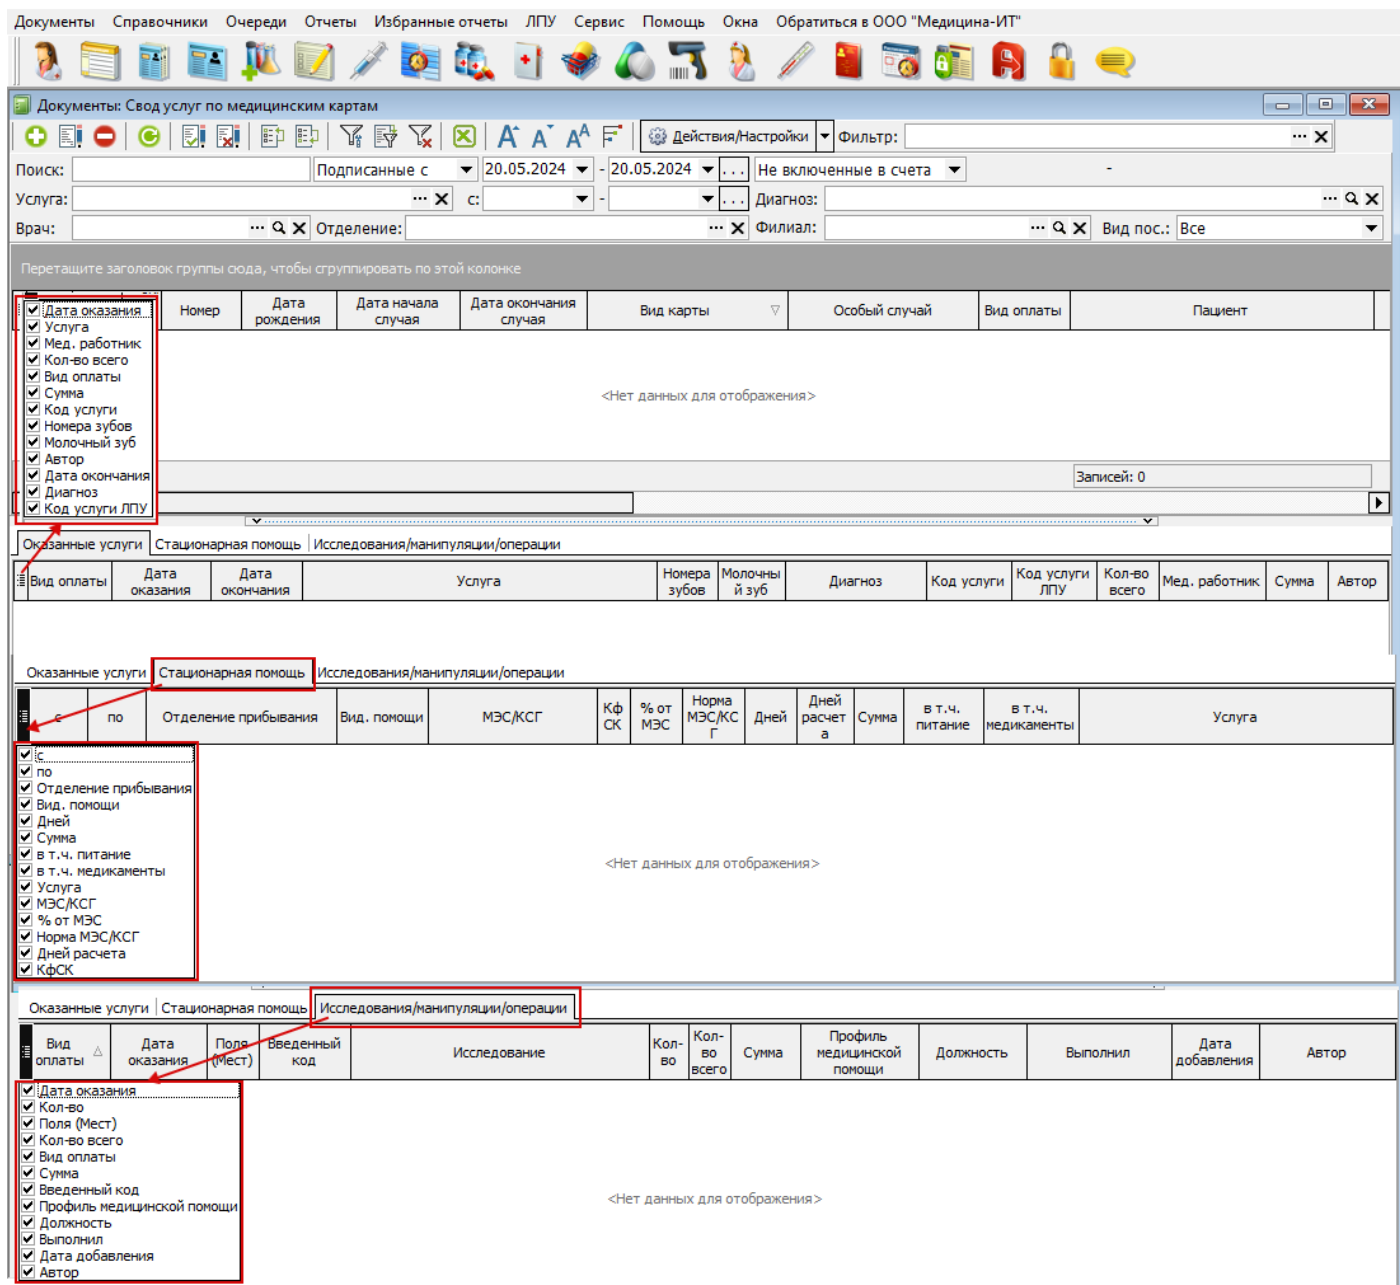 Документы Справочники Очереди Отчеты Избранные отчеты ЛПУ Сервис Помощь Окна Обратиться в ООО "Медицина-ИТ"
Документы: Свод услуг по медицинским картам
Действия/Настройки Фильтр:
Поиск: Подписанные с 20.05.2024 - 20.05.2024 ... Не включенные в счета -
Услуга: ... с: - ... Диагноз: ...
Врач: ... Отделение: ... Филиал: ... Вид пос.: Все
Перетащите заголовок группы сюда, чтобы сгруппировать по этой колонке
Номер Дата рождения Дата начала случая Дата окончания случая Вид карты Особый случай Вид оплаты Пациент
Дата оказания
Услуга
Мед. работник
Кол-во всего
Вид оплаты
Сумма
Код услуги
Номера зубов
Молочный зуб
Автор
Дата окончания
Диагноз
Код услуги ЛПУ
<Нет данных для отображения>
Записей: 0
Оказанные услуги Стационарная помощь Исследования/манипуляции/операции
Вид оплаты Дата оказания Дата окончания Услуга Номера зубов Молочны й зуб Диагноз Код услуги Код услуги ЛПУ Кол-во всего Мед. работник Сумма Автор
Оказанные услуги Стационарная помощь Исследования/манипуляции/операции
с по Отделение прибывания Вид. помощи МЭС/КСГ Кф СК % от МЭС Норма МЭС/КС Г Дней Дней расчет а Сумма в т.ч. питание в т.ч. медикаменты Услуга
с
по
Отделение прибывания
Вид. помощи
Дней
Сумма
в т.ч. питание
в т.ч. медикаменты
Услуга
МЭС/КСГ
% от МЭС
Норма МЭС/КСГ
Дней расчета
КфСК
<Нет данных для отображения>
Оказанные услуги Стационарная помощь Исследования/манипуляции/операции
Вид оплаты Дата оказания Поля (Мест) Введенный код Исследование Кол-во Кол-во всего Сумма Профиль медицинской помощи Должность Выполнил Дата добавления Автор
Дата оказания
Кол-во
Поля (Мест)
Кол-во всего
Вид оплаты
Сумма
Введенный код
Профиль медицинской помощи
Должность
Выполнил
Дата добавления
Автор
<Нет данных для отображения>